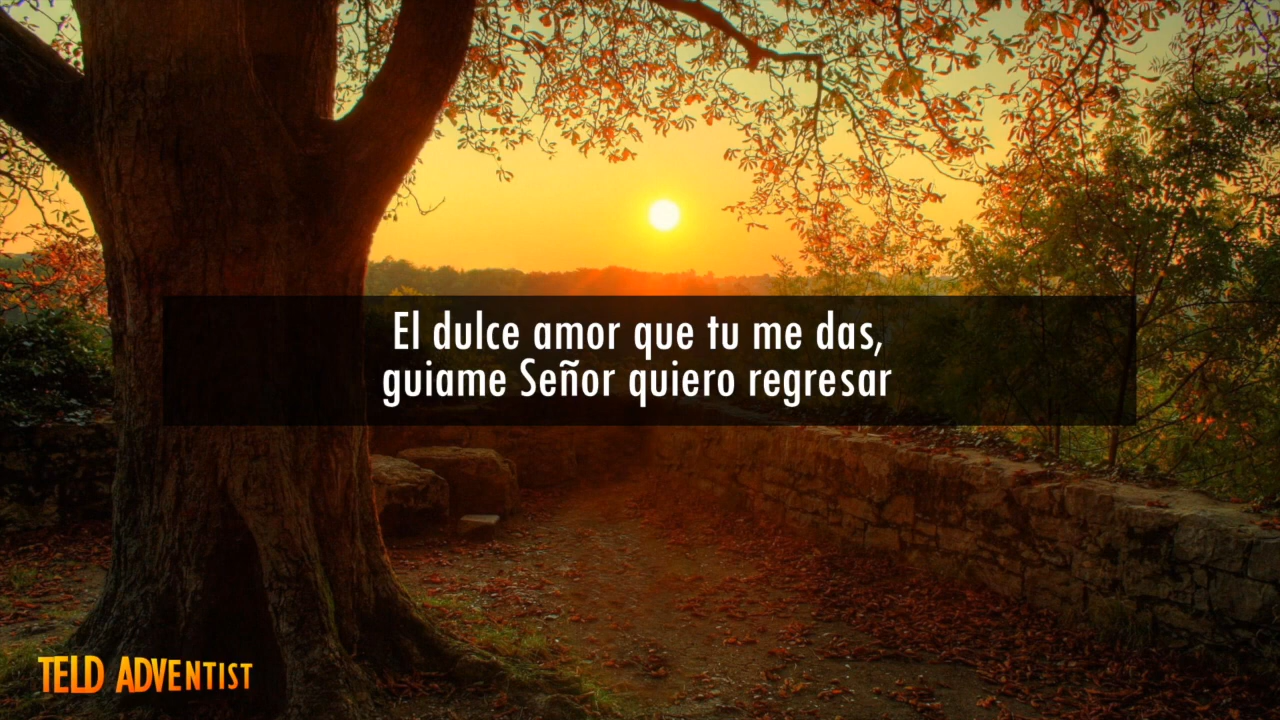 El dulce amor que tu me das,
guiame Señor quiero regresar
TELD ADVENTIST